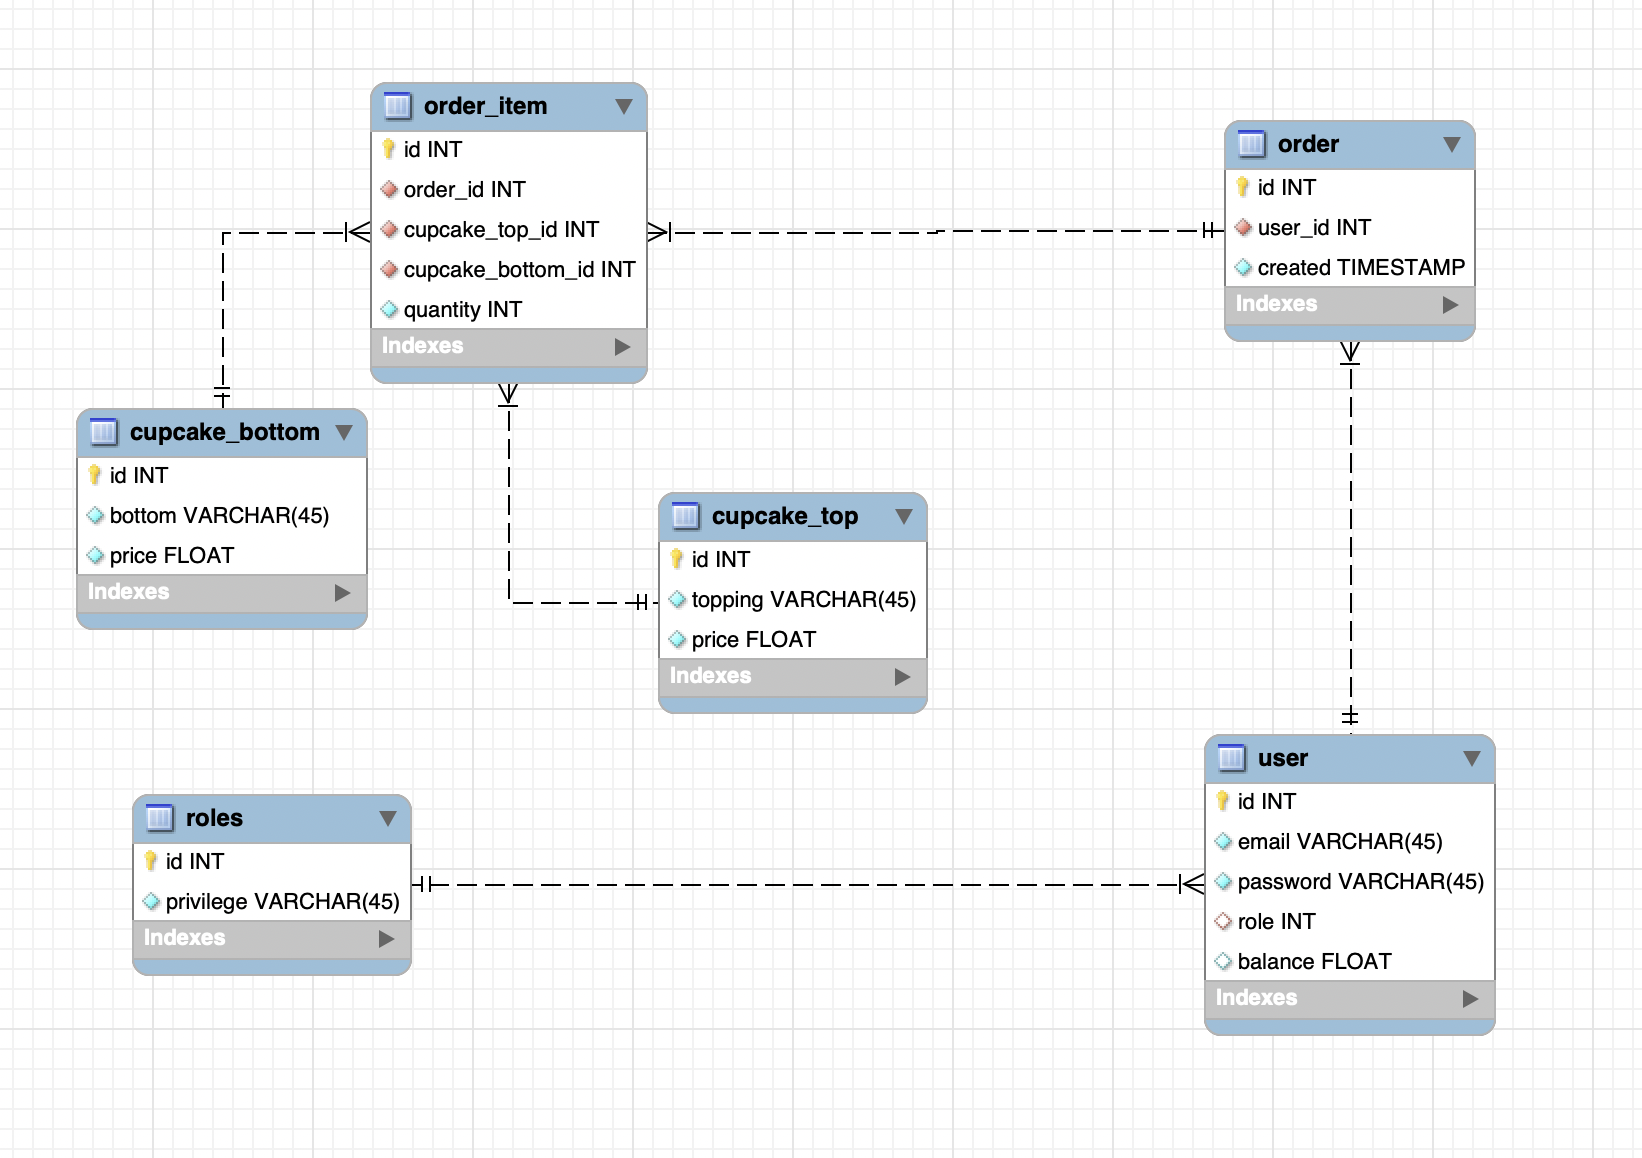 order_item
id INT
order_id INT
cupcake_top_id INT
cupcake_bottom_id INT
quantity INT
Indexes
order
id INT
user_id INT
created TIMESTAMP
Indexes
cupcake_bottom
id INT
bottom VARCHAR(45)
price FLOAT
Indexes
cupcake_top
id INT
topping VARCHAR(45)
price FLOAT
Indexes
roles
id INT
privilege VARCHAR(45)
Indexes
user
id INT
email VARCHAR(45)
password VARCHAR(45)
role INT
balance FLOAT
Indexes